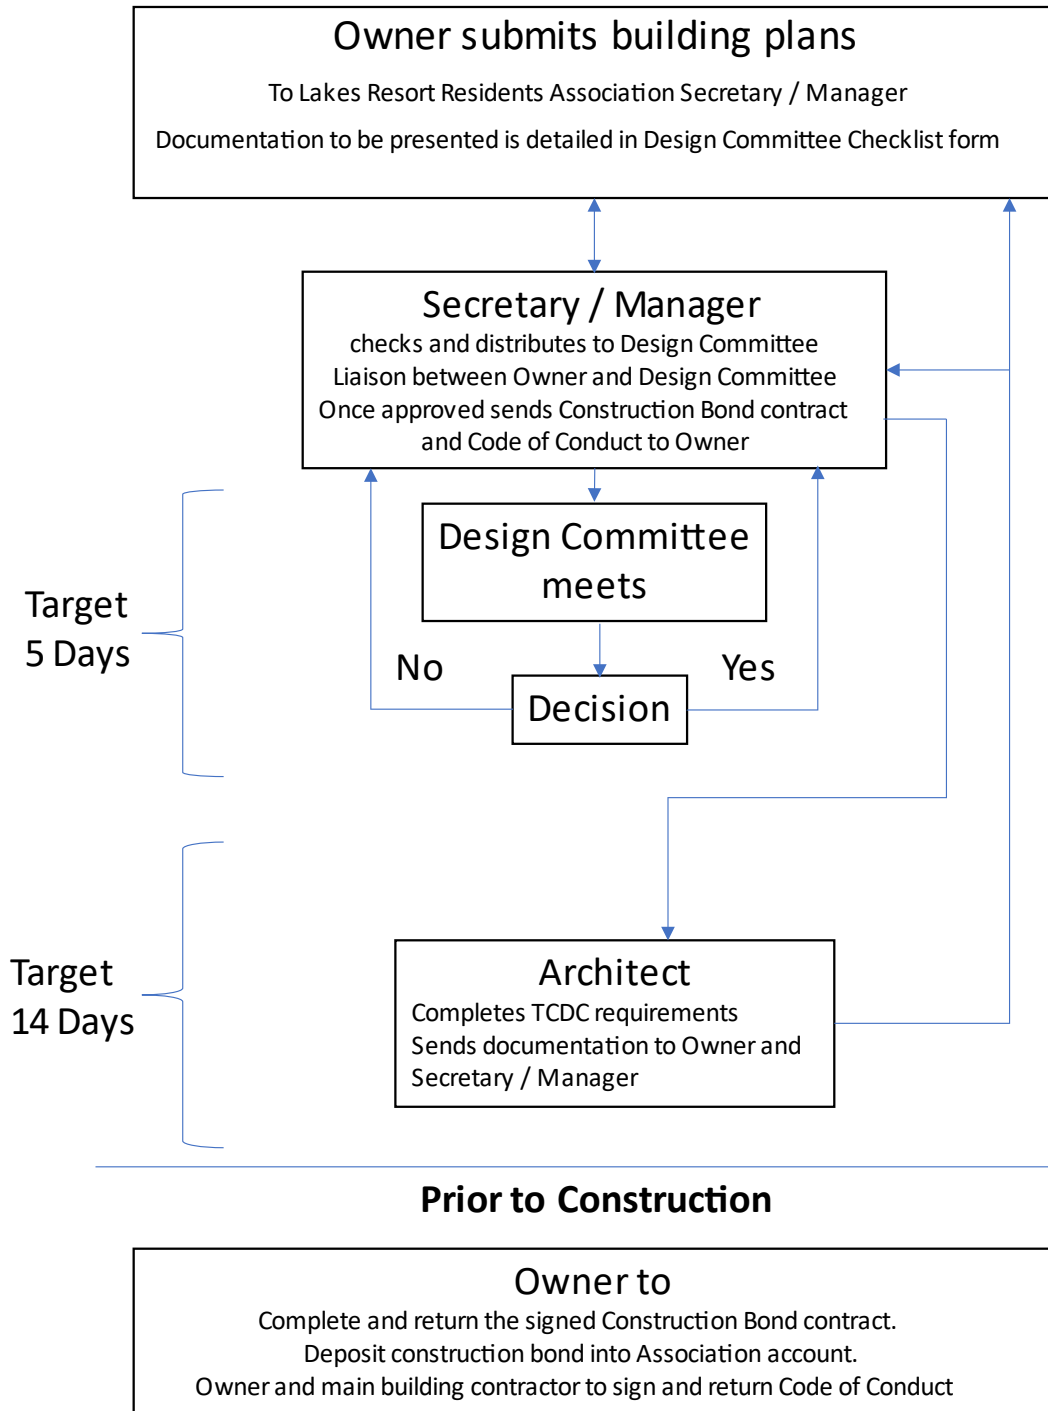 Owner submits building plans
To Lakes Resort Residents Association Secretary / Manager
Documentation to be presented is detailed in Design Committee Checklist form
Secretary / Manager
checks and distributes to Design Committee
Liaison between Owner and Design Committee
Once approved sends Construction Bond contract
and Code of Conduct to Owner
Design Committee
meets
Target
5 Days
No
Yes
Decision
Architect
Completes TCDC requirements
Sends documentation to Owner and
Secretary / Manager
Target
14 Days
Prior to Construction
Owner to
Complete and return the signed Construction Bond contract.
Deposit construction bond into Association account.
Owner and main building contractor to sign and return Code of Conduct